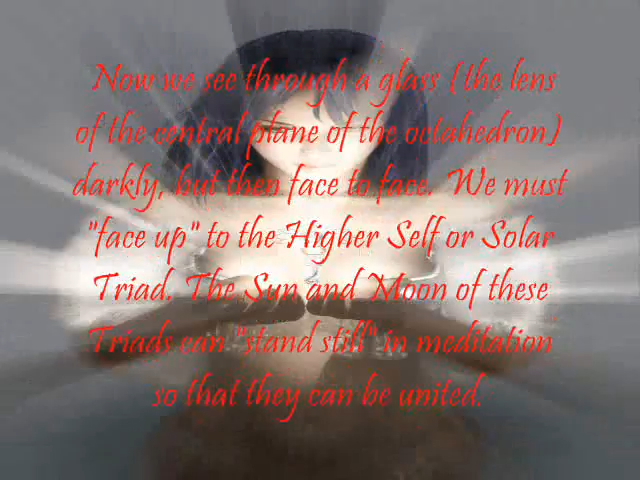 Now we see through a glass (the lens
of the central plane of the octahedron)
darkly, but then face to face. We must
"face up" to the Higher Self or Solar
Triad. The Sun and Moon of these
Triads can "stand still" in meditation
so that they can be united.